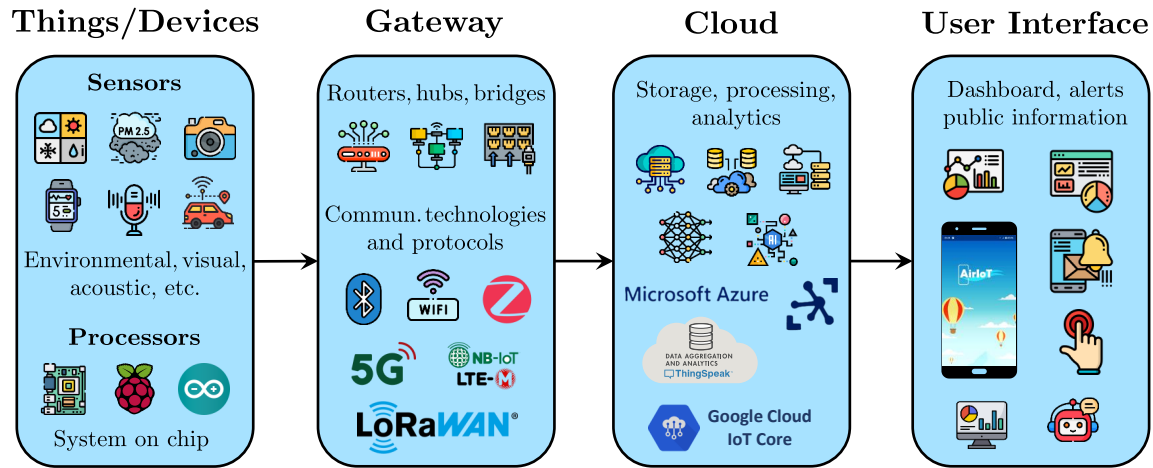 Things/Devices
Sensors
PM 2.5
5
Environmental, visual,
acoustic, etc.
Processors
System on chip
Gateway
Routers, hubs, bridges
Commun. technologies
and protocols
WIFI
5G
NB-IoT
LTE-M
LoRaWAN®
Cloud
Storage, processing,
analytics
AI
Microsoft Azure
DATA AGGREGATION
AND ANALYTICS
ThingSpeak™
Google Cloud
IoT Core
User Interface
Dashboard, alerts
public information
AirIoT